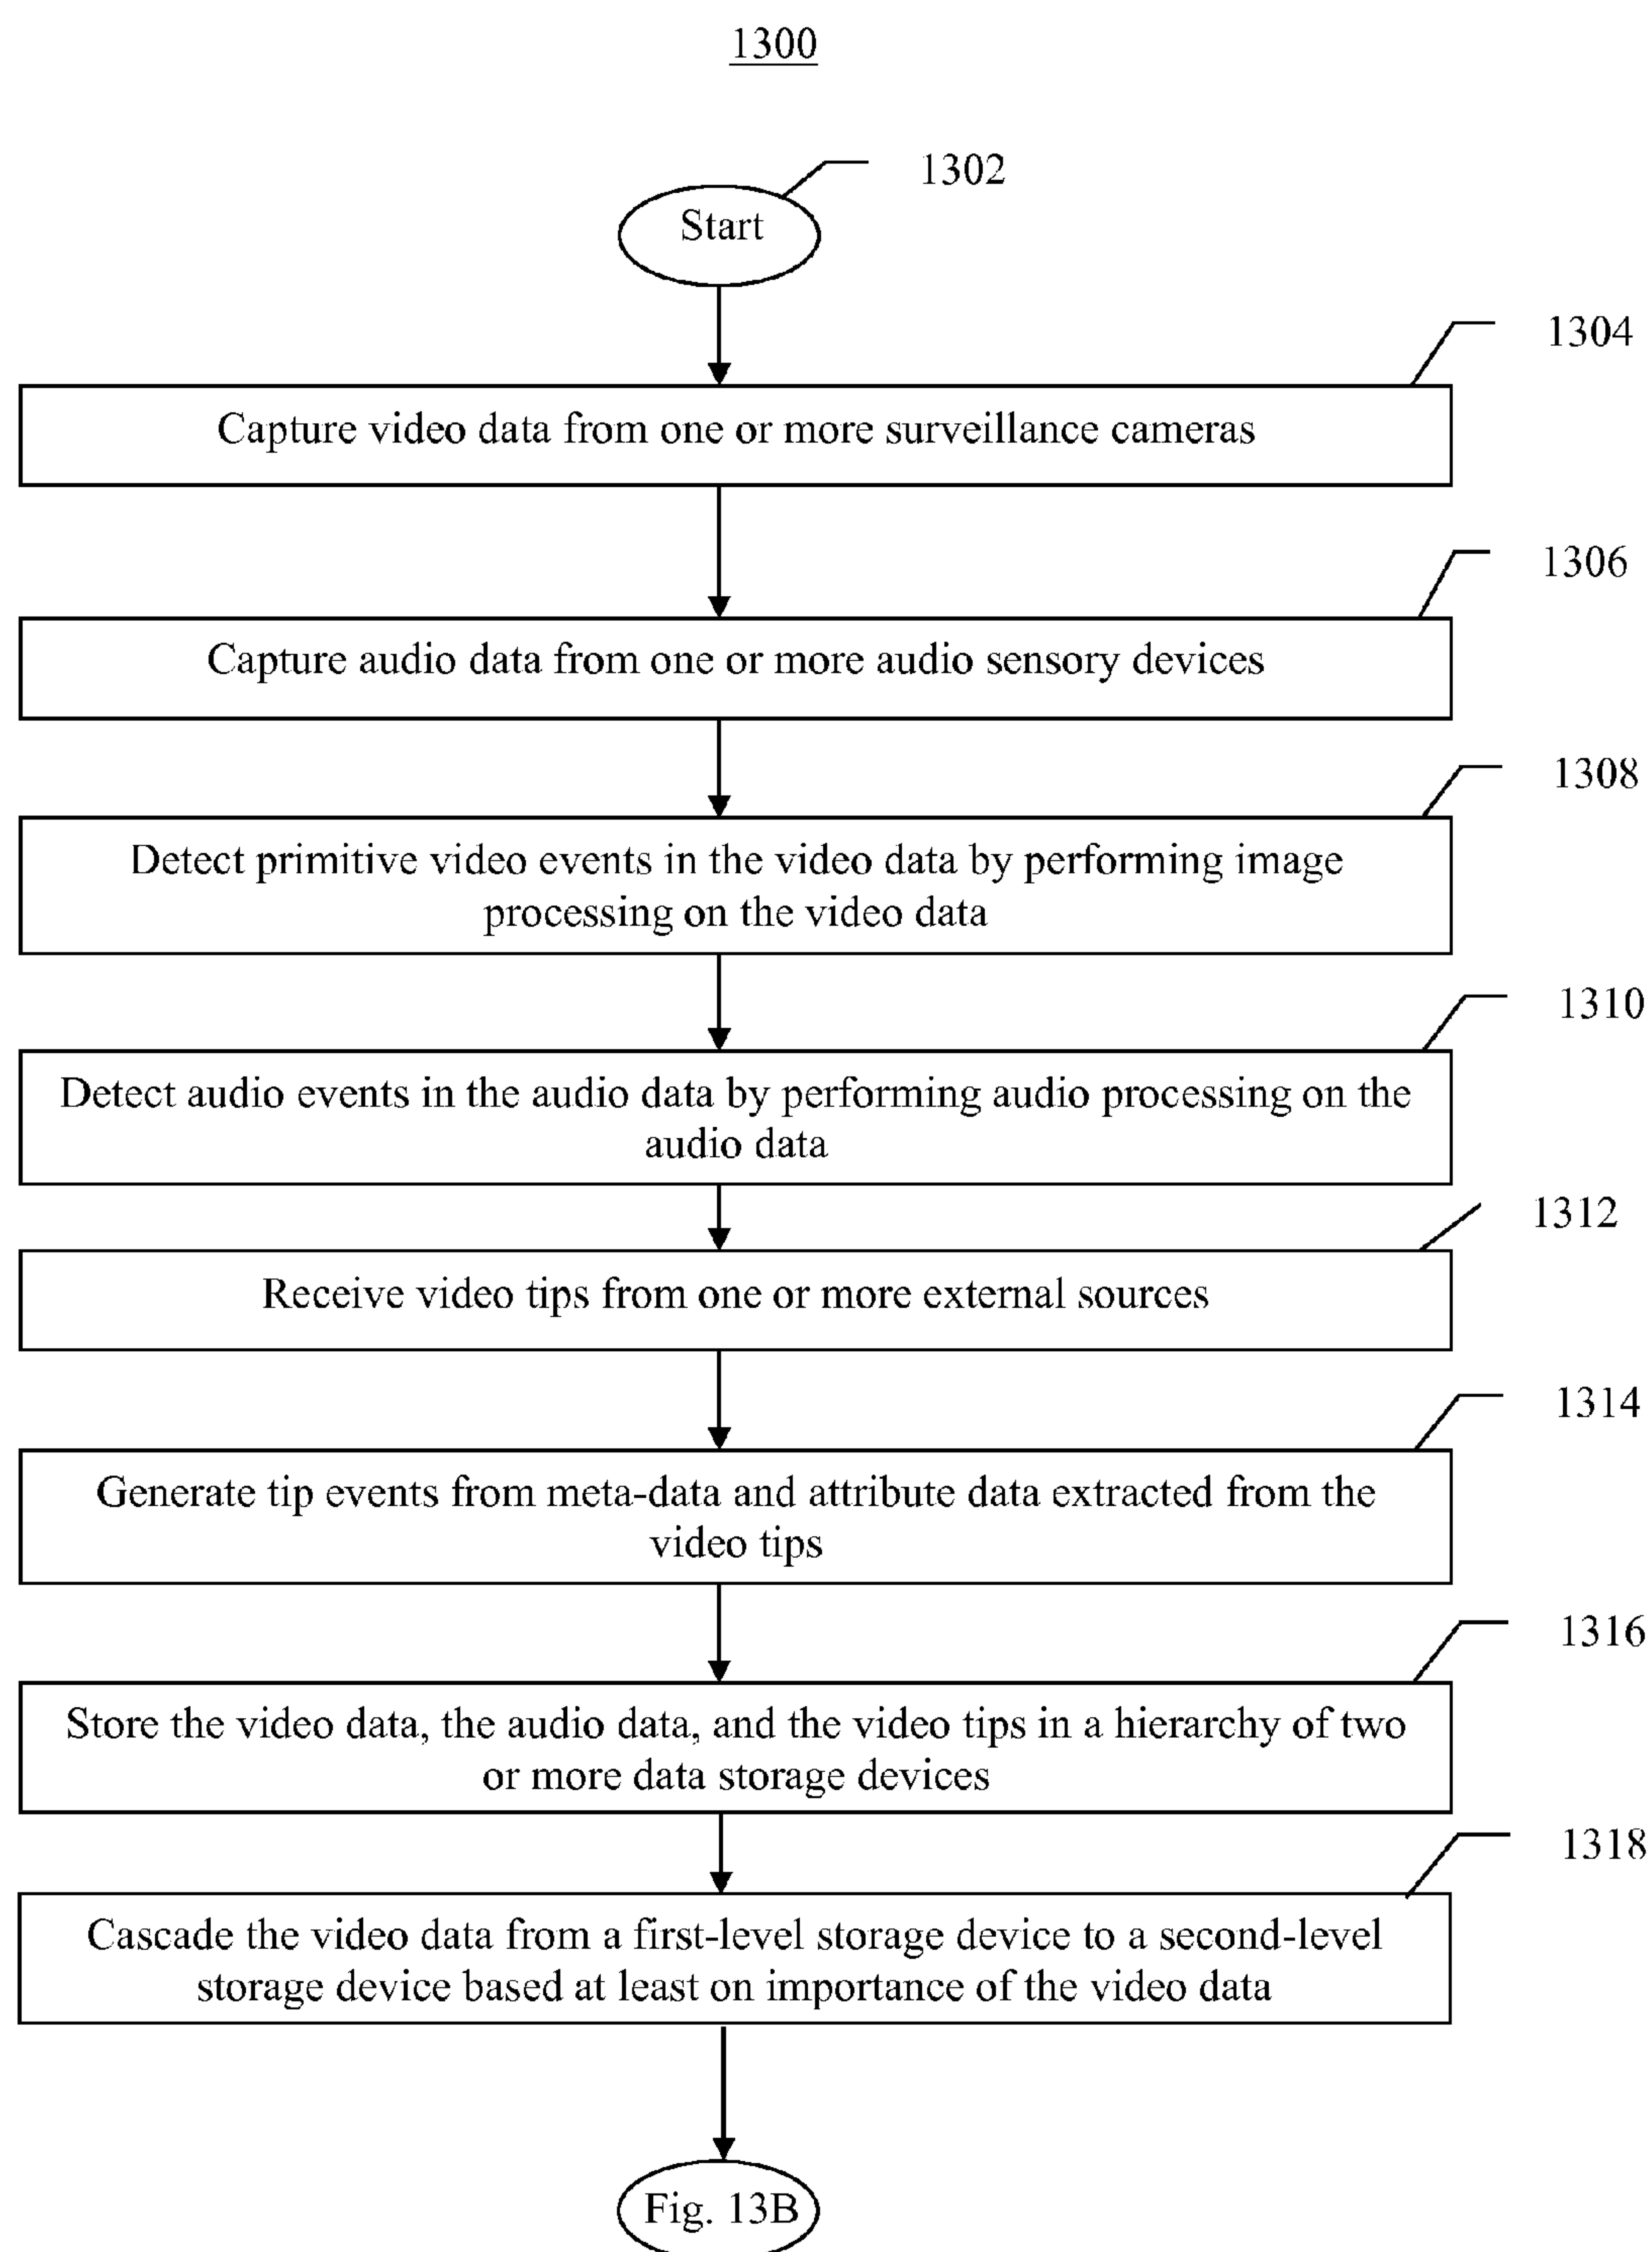 1300
1302
Start
1304
Capture video data from one or more surveillance cameras
1306
Capture audio data from one or more audio sensory devices
1308
Detect primitive video events in the video data by performing image
processing on the video data
1310
Detect audio events in the audio data by performing audio processing on the
audio data
1312
Receive video tips from one or more external sources
1314
Generate tip events from meta-data and attribute data extracted from the
video tips
1316
Store the video data, the audio data, and the video tips in a hierarchy of two
or more data storage devices
1318
Cascade the video data from a first-level storage device to a second-level
storage device based at least on importance of the video data
Fig. 13B